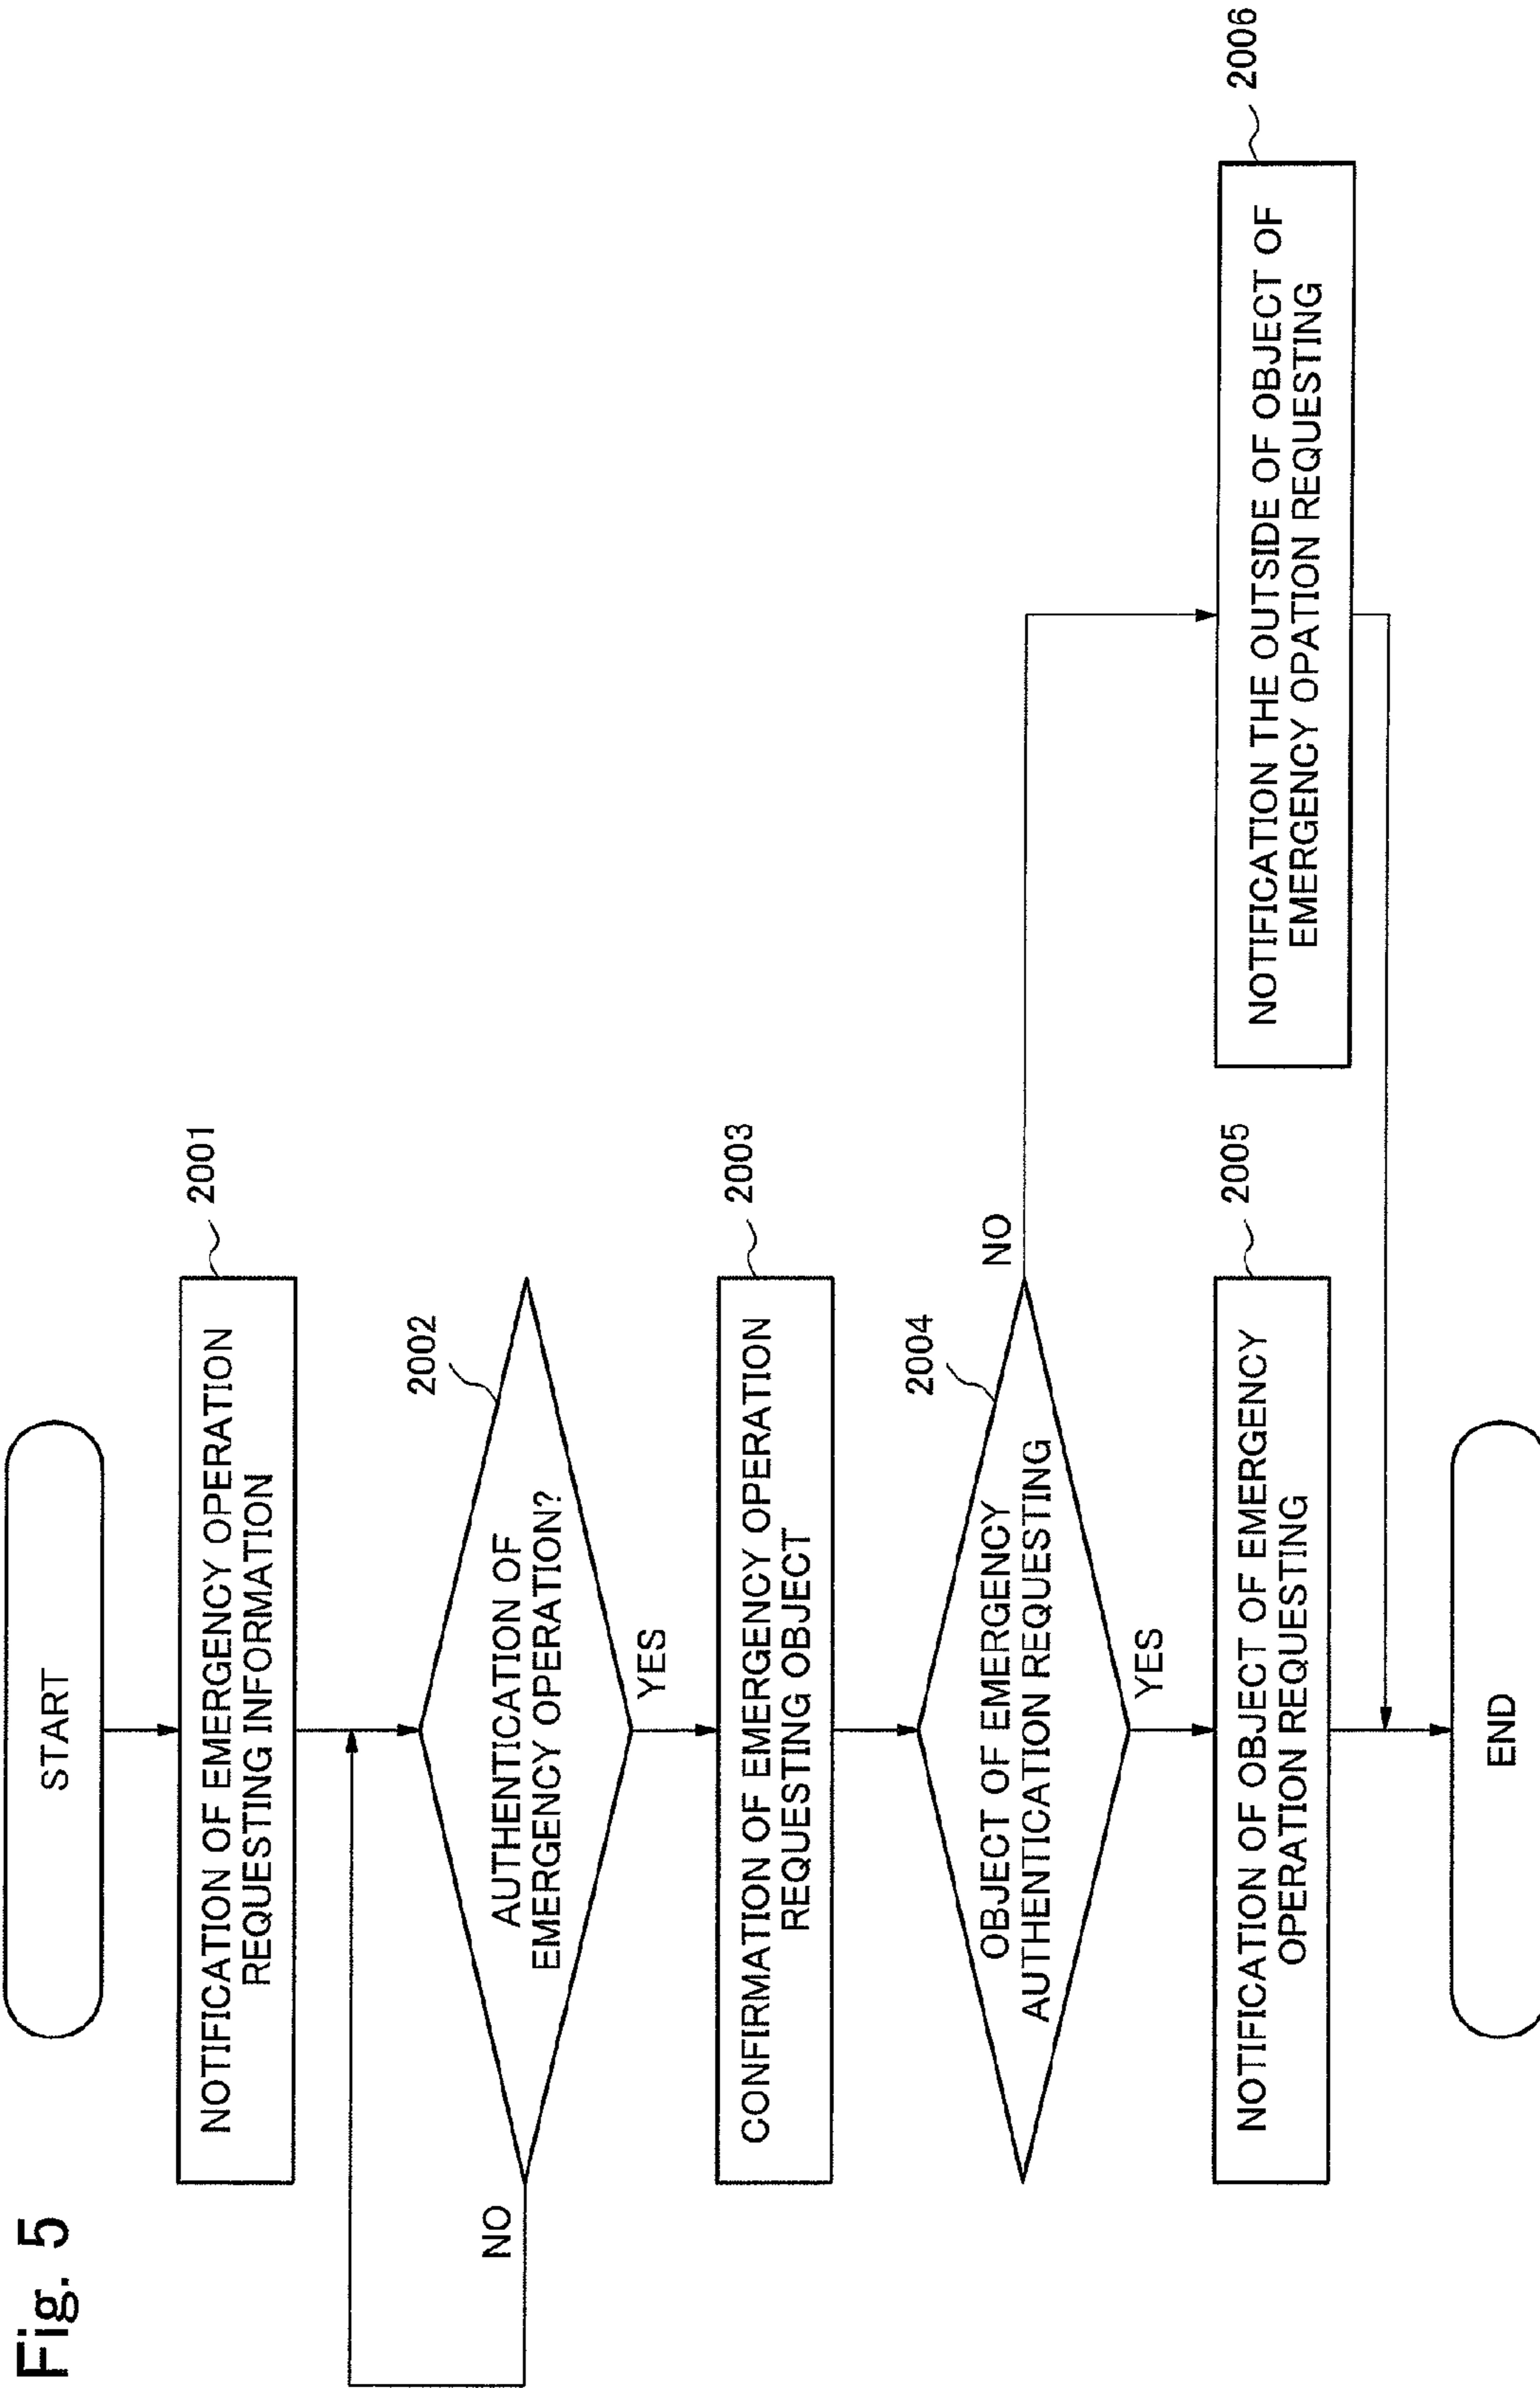 Fig. 5
START
NOTIFICATION OF EMERGENCY OPERATION
REQUESTING INFORMATION
2001
AUTHENTICATION OF
EMERGENCY OPERATION?
2002
NO
YES
CONFIRMATION OF EMERGENCY OPERATION
REQUESTING OBJECT
2003
OBJECT OF EMERGENCY
AUTHENTICATION REQUESTING
2004
NO
YES
NOTIFICATION OF OBJECT OF EMERGENCY
OPERATION REQUESTING
2005
NOTIFICATION THE OUTSIDE OF OBJECT OF
EMERGENCY OPATION REQUESTING
2006
END